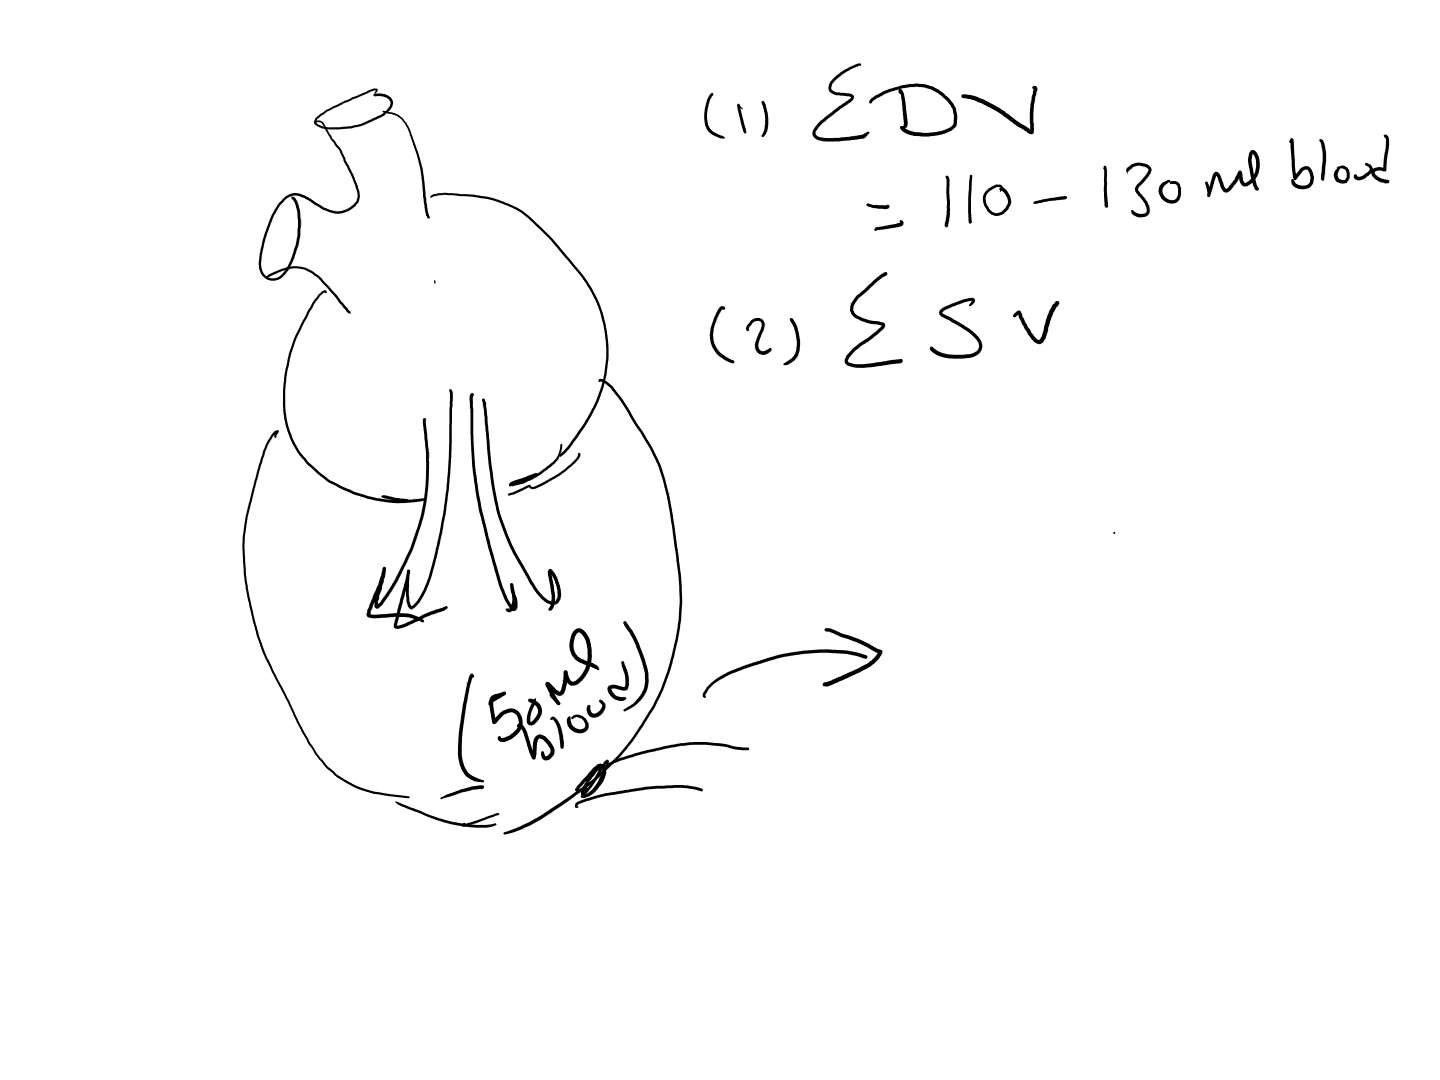 (1) EDV
= 110 - 130 ml blood
(2) ESV
(50 ml
blood)